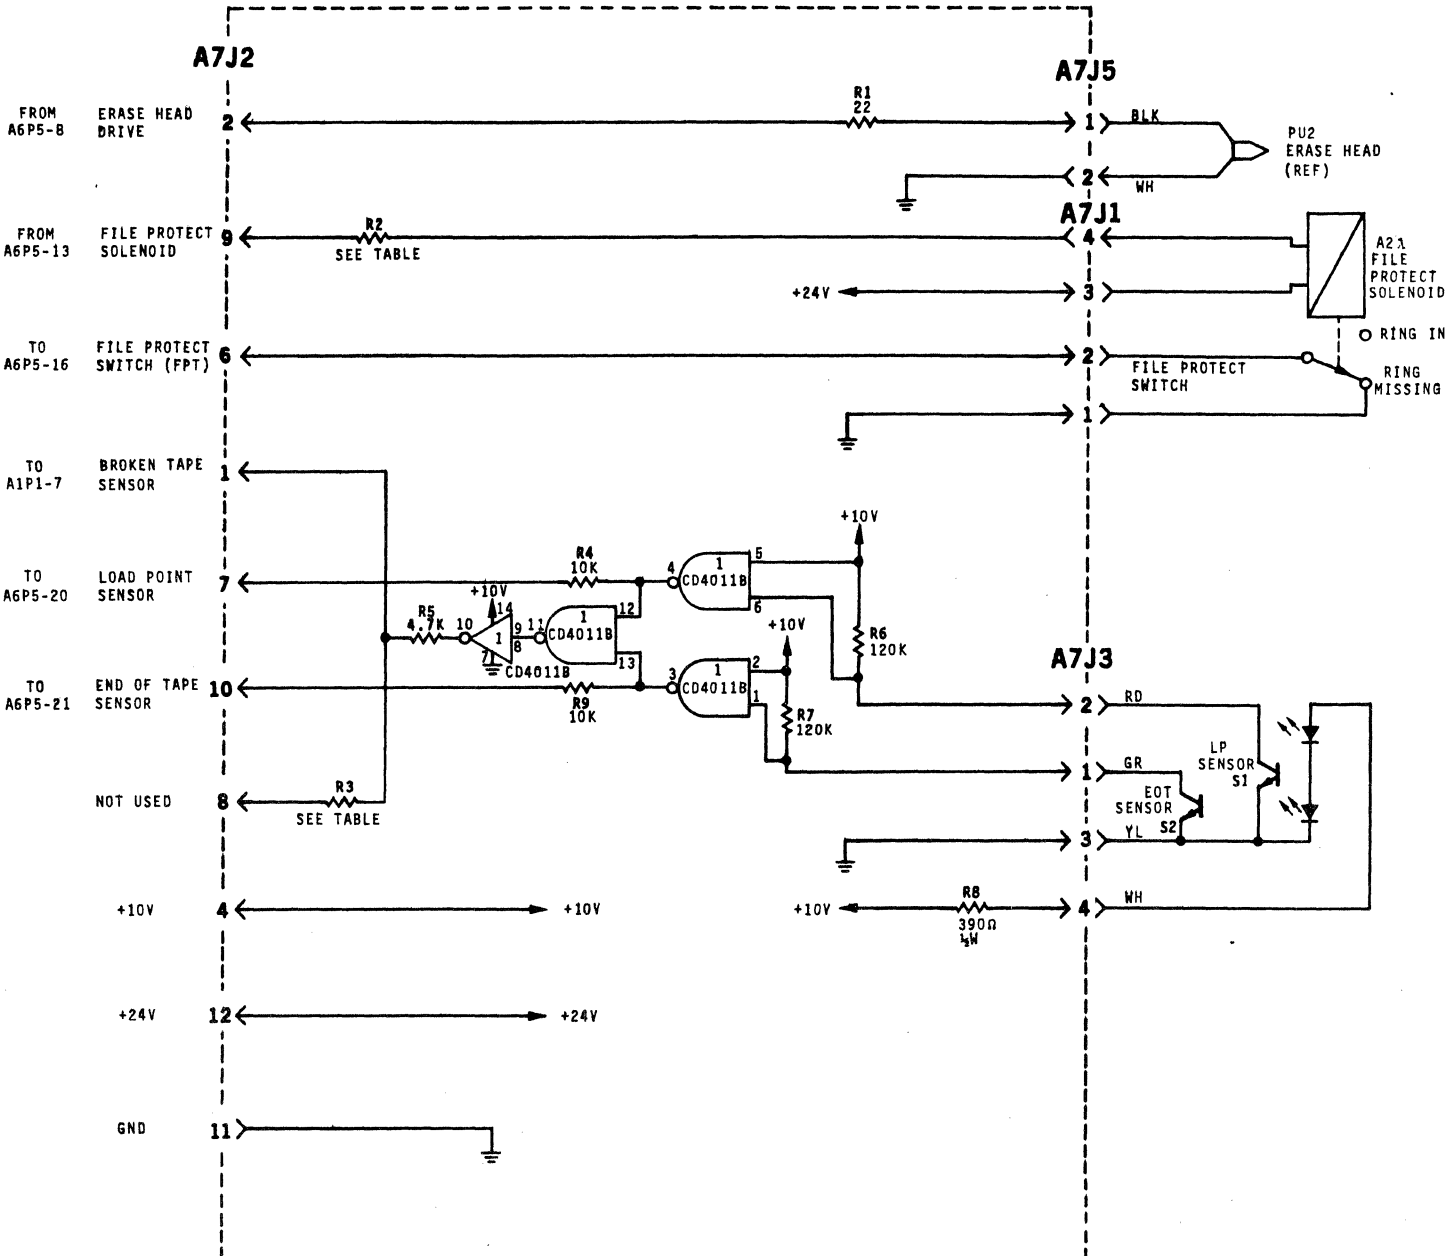 A7J2
A7J5
FROM
A6P5-8
ERASE HEAD
DRIVE
2
R1
22
1
BLK
PU2
ERASE HEAD
(REF)
2
WH
A7J1
FROM
A6P5-13
FILE PROTECT
SOLENOID
9
R2
SEE TABLE
4
FILE
PROTECT
SOLENOID
+24V
3
RING IN
TO
A6P5-16
FILE PROTECT
SWITCH (FPT)
6
2
FILE PROTECT
SWITCH
RING
MISSING
1
TO
A1P1-7
BROKEN TAPE
SENSOR
1
+10V
TO
A6P5-20
LOAD POINT
SENSOR
7
R4
10K
4
1
CD4011B
5
6
R5
4.7K
10
+10V
14
1
7
9
8
CD4011B
11
1
CD4011B
12
13
+10V
R6
120K
A7J3
TO
A6P5-21
END OF TAPE
SENSOR
10
R9
10K
3
1
CD4011B
2
1
R7
120K
2
RD
LP
SENSOR
S1
1
GR
EOT
SENSOR
S2
NOT USED
8
R3
SEE TABLE
3
YL
+10V
4
+10V
+10V
R8
390Ω
½W
4
WH
+24V
12
+24V
GND
11